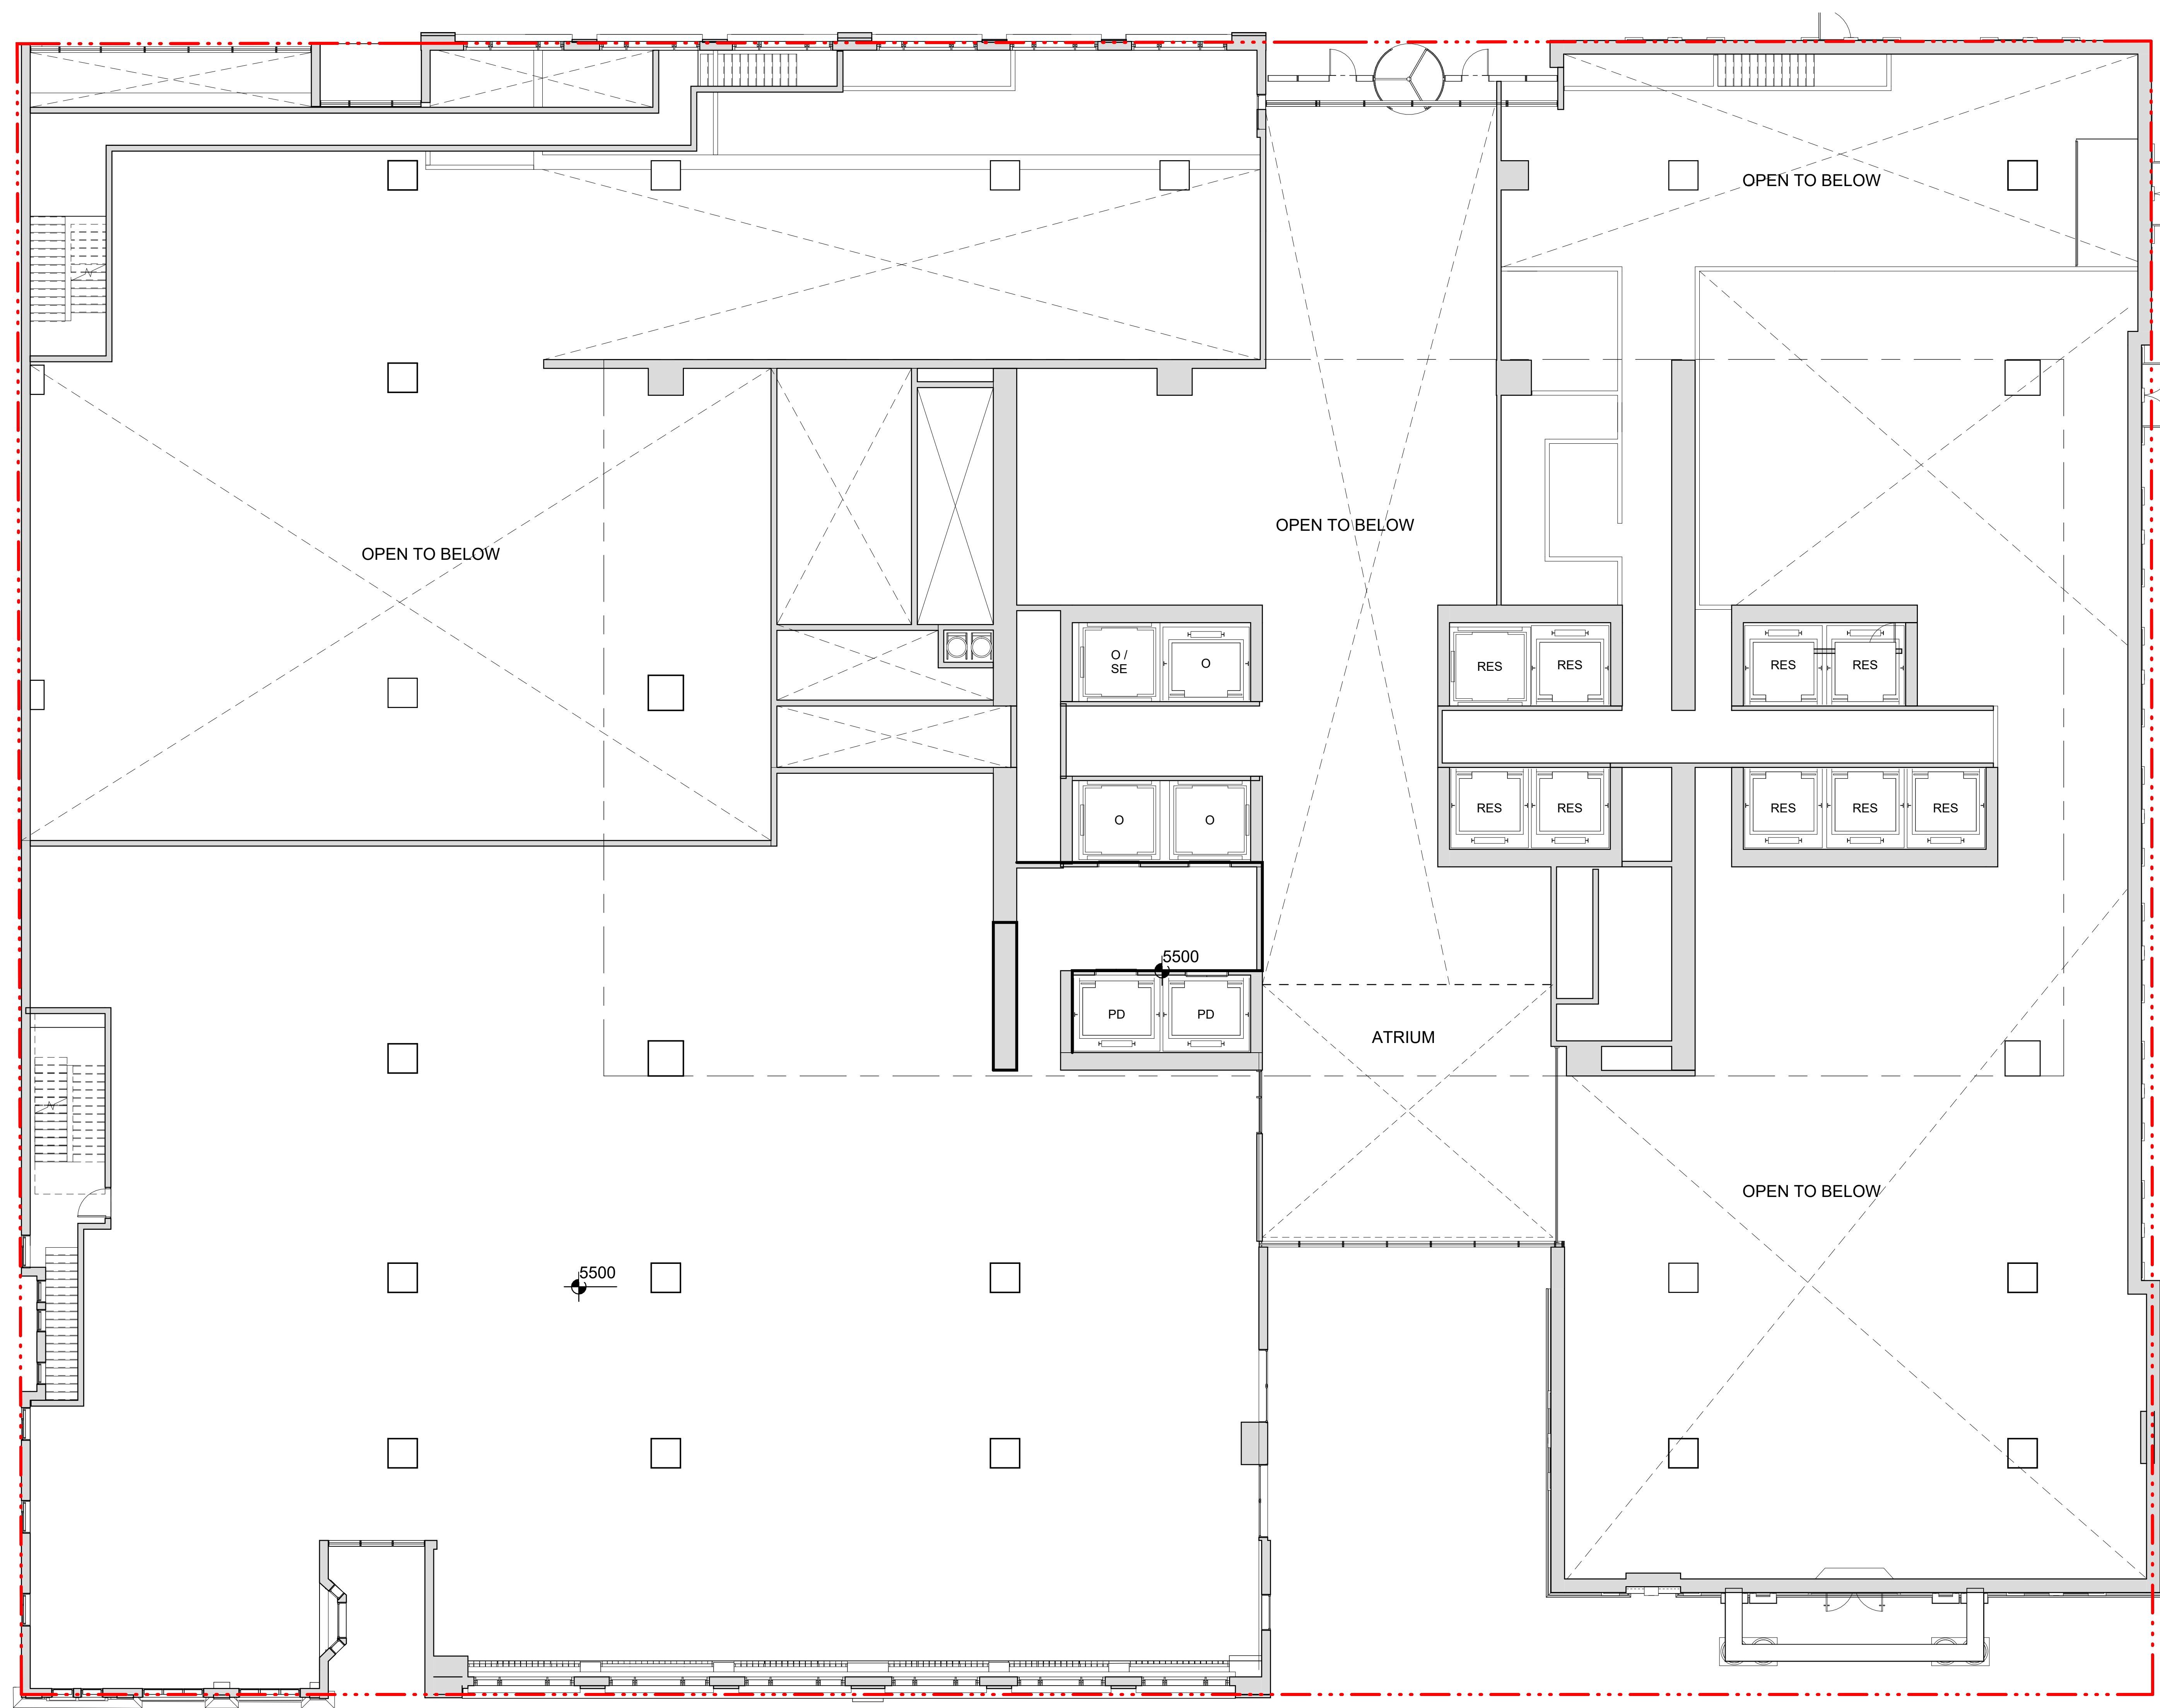 OPEN TO BELOW
OPEN TO BELOW
OPEN TO BELOW
O /
SE
O
RES
RES
RES
RES
O
O
RES
RES
RES
RES
RES
5500
PD
PD
ATRIUM
OPEN TO BELOW
5500